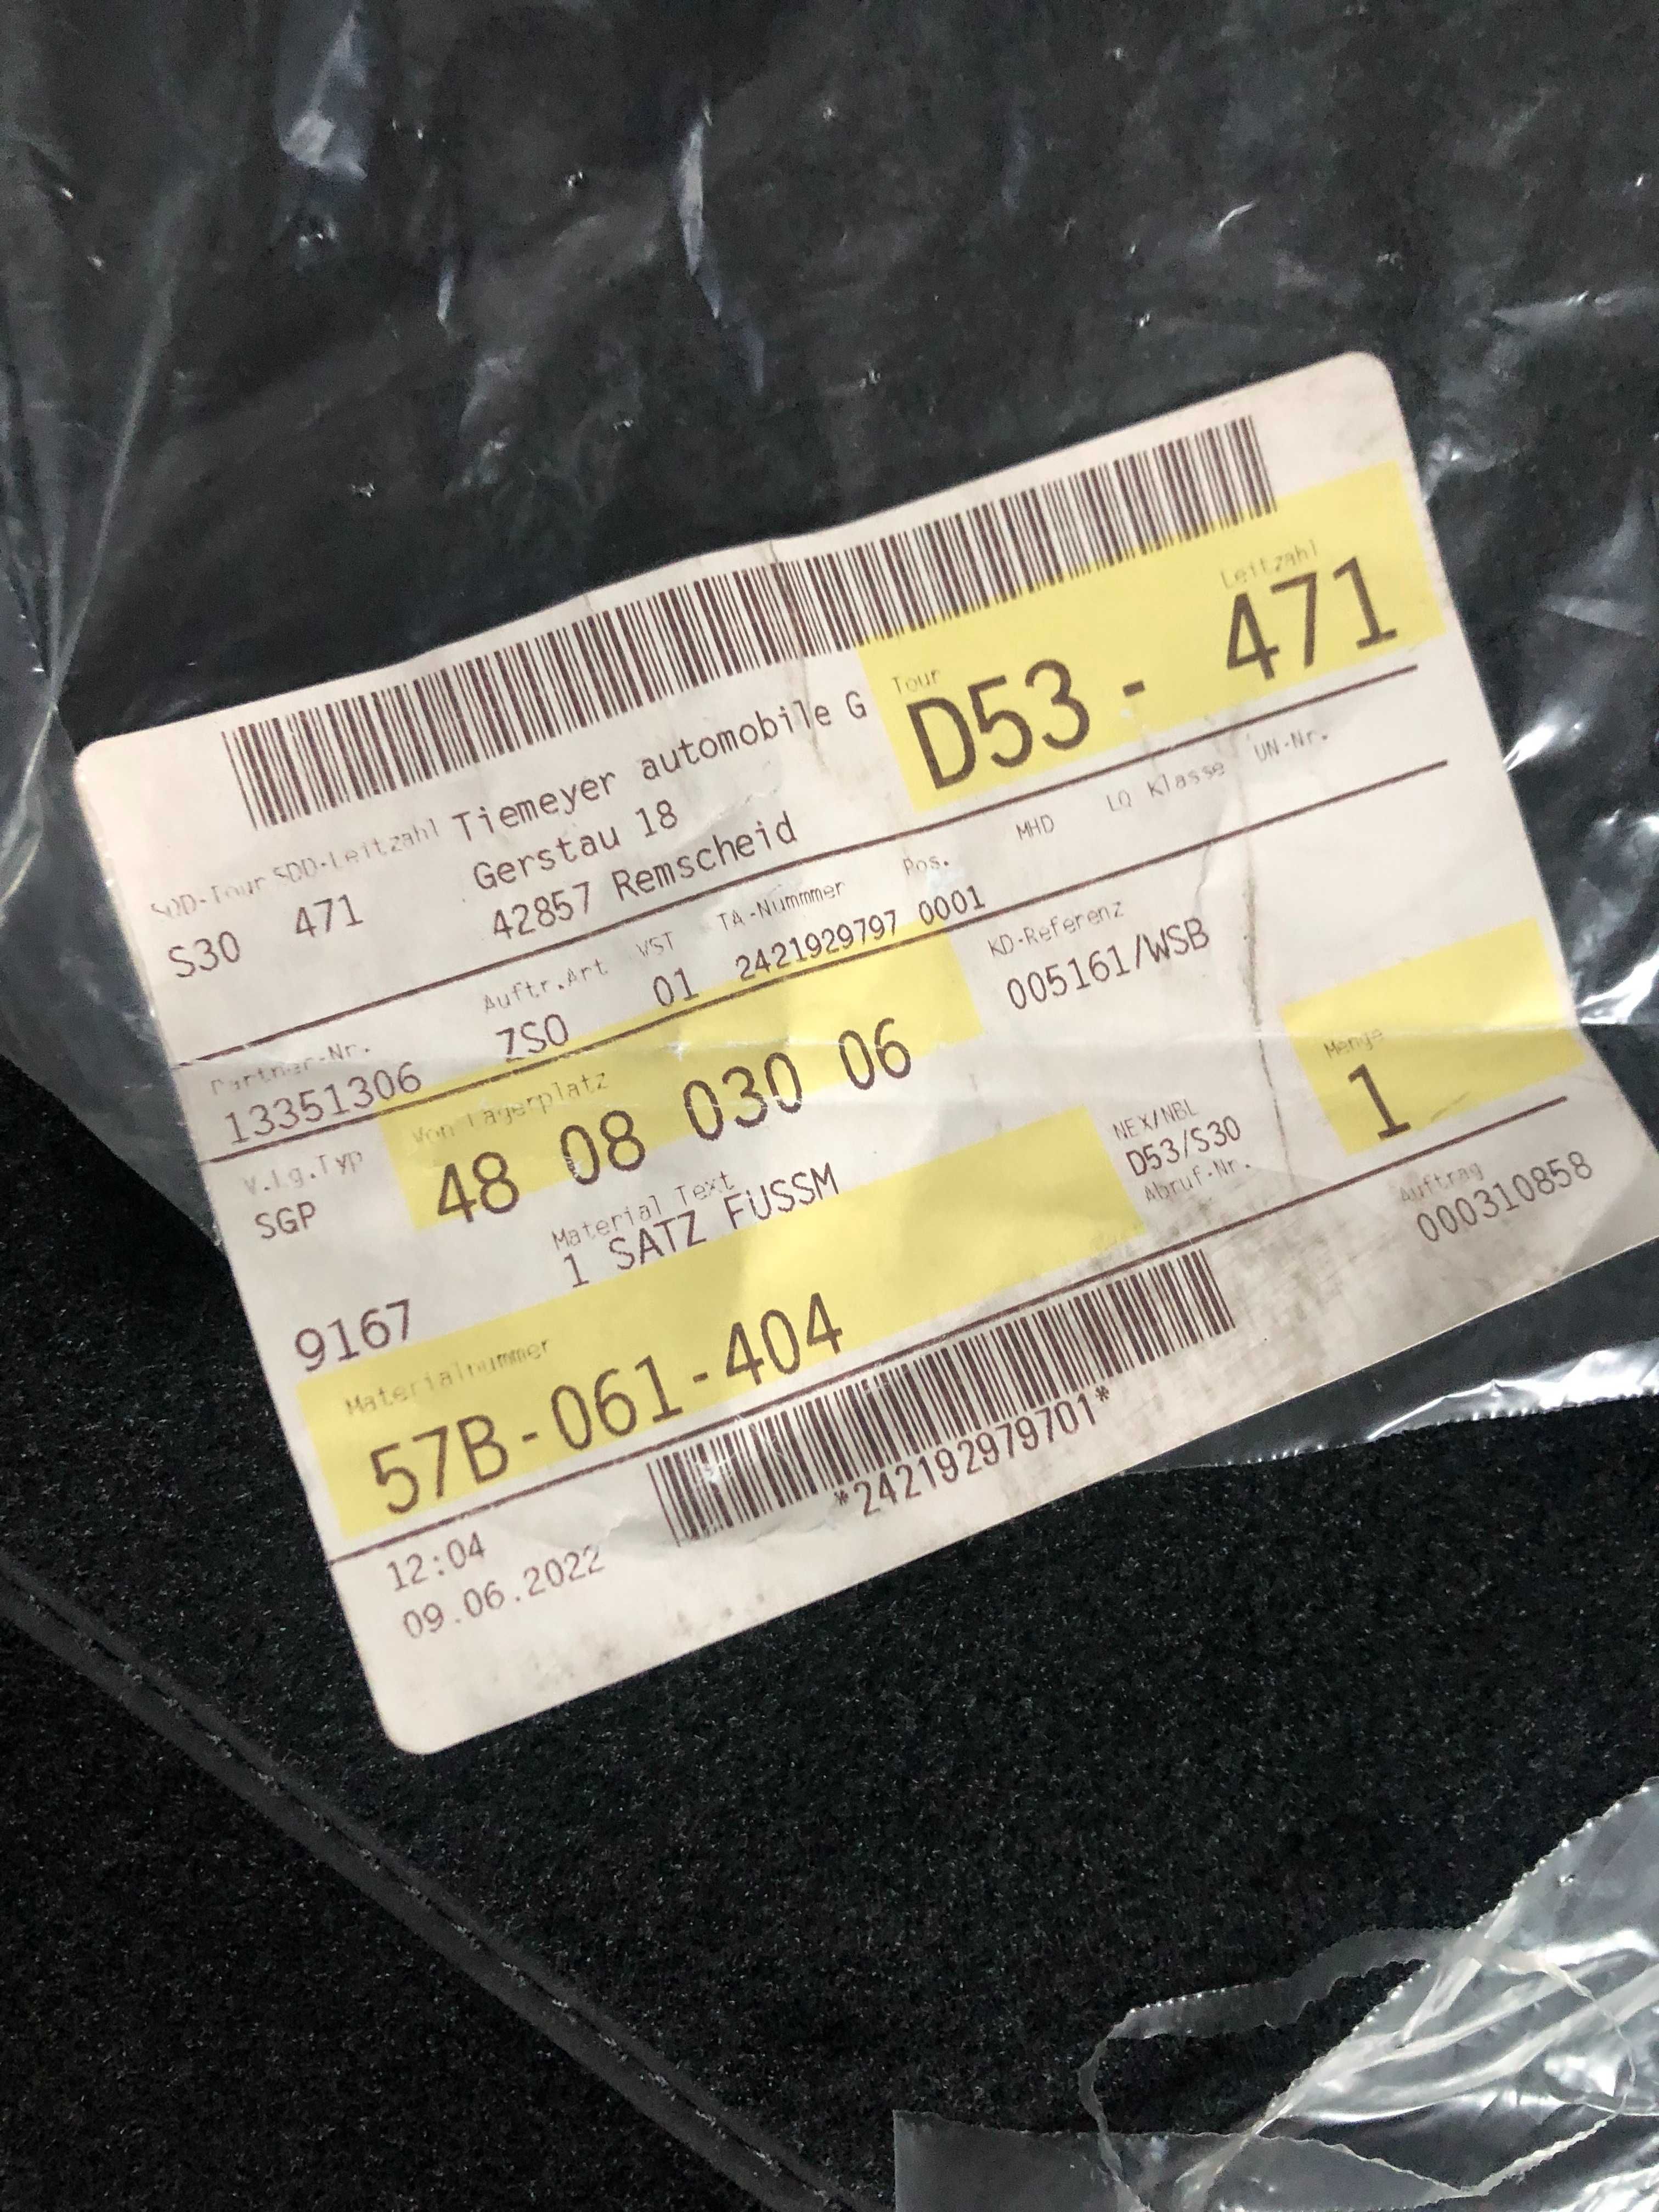 Tour Leitzahl
D53 - 471
SDD-Tour SDD-Leitzahl Tiemeyer automobile G
S30 471 Gerstau 18
42857 Remscheid
Partner-Nr. Auftr.Art VST TA-Nummmer Pos. MHD LQ Klasse UN-Nr.
13351306 ZSO 01 2421929797 0001
V.Lg.Typ Von Lagerplatz KD-Referenz
SGP 48 08 030 06 005161/WSB
Material Text NEX/NBL Menge
9167 1 SATZ FUSSM D53/S30 1
Materialnummer Abruf-Nr.
57B-061-404
Auftrag
000310858
12:04 *242192979701*
09.06.2022